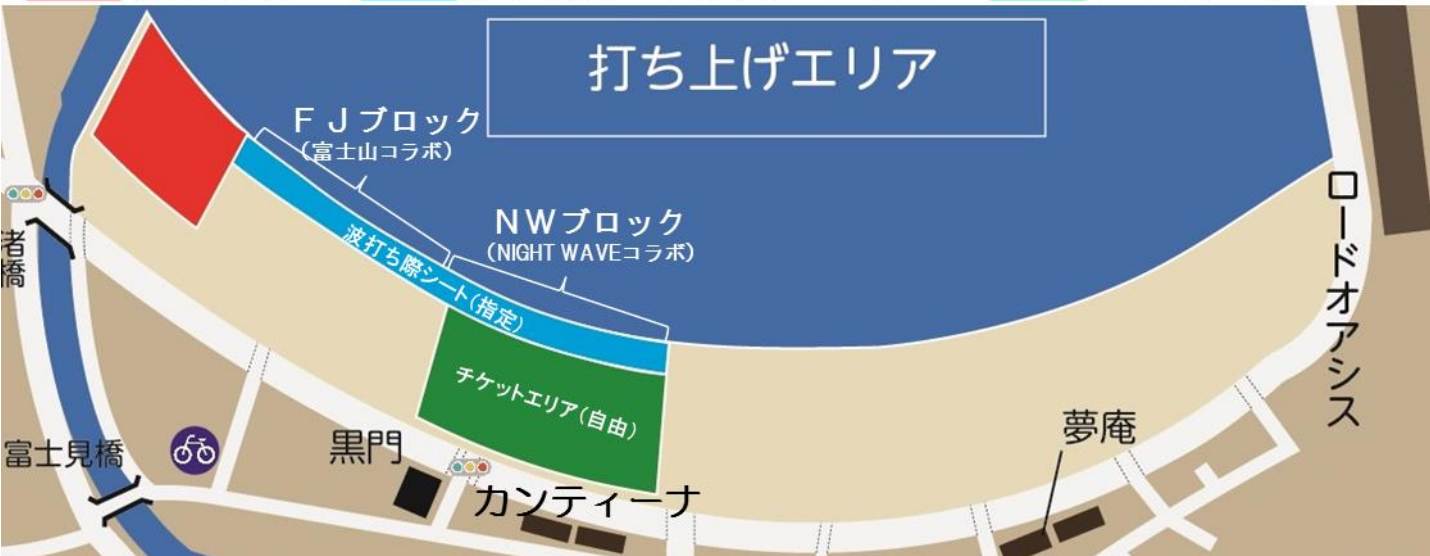 打ち上げエリア
ＦＪブロック
（富士山コラボ）
ＮＷブロック
（NIGHT WAVEコラボ）
波打ち際シート（指定）
チケットエリア（自由）
渚橋
富士見橋
黒門
カンティーナ
夢庵
ロードオアシス